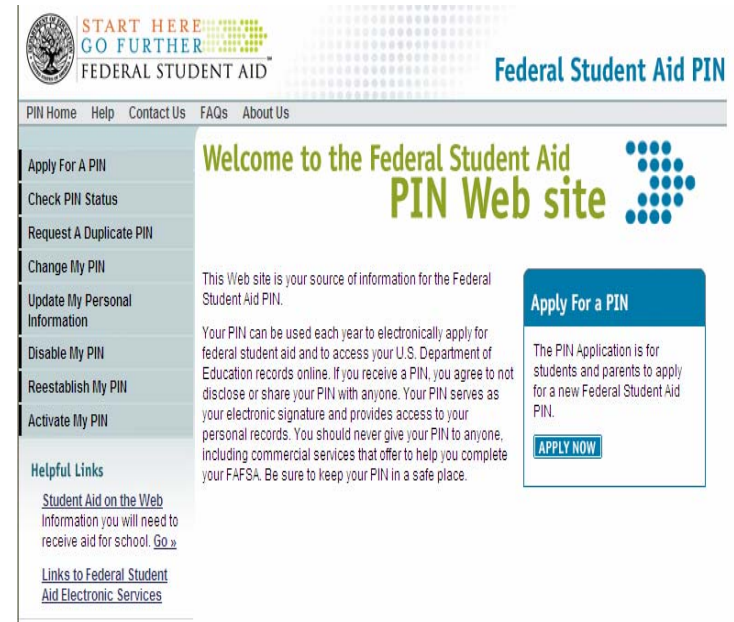 START HERE
GO FURTHER
FEDERAL STUDENT AID™
Federal Student Aid PIN
PIN Home Help Contact Us FAQs About Us
Apply For A PIN
Check PIN Status
Request A Duplicate PIN
Change My PIN
Update My Personal
Information
Disable My PIN
Reestablish My PIN
Activate My PIN
Helpful Links
Student Aid on the Web
Information you will need to
receive aid for school. Go »
Links to Federal Student
Aid Electronic Services
Welcome to the Federal Student Aid
PIN Web site
This Web site is your source of information for the Federal
Student Aid PIN.
Your PIN can be used each year to electronically apply for
federal student aid and to access your U.S. Department of
Education records online. If you receive a PIN, you agree to not
disclose or share your PIN with anyone. Your PIN serves as
your electronic signature and provides access to your
personal records. You should never give your PIN to anyone,
including commercial services that offer to help you complete
your FAFSA. Be sure to keep your PIN in a safe place.
Apply For a PIN
The PIN Application is for
students and parents to apply
for a new Federal Student Aid
PIN.
APPLY NOW